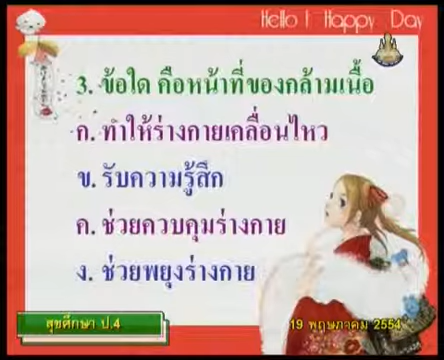 Hello! Happy Day
3. ข้อใด คือหน้าที่ของกล้ามเนื้อ
ก. ทำให้ร่างกายเคลื่อนไหว
ข. รับความรู้สึก
ค. ช่วยควบคุมร่างกาย
ง. ช่วยพยุงร่างกาย
สุขศึกษา ป.4
19 พฤษภาคม 2554